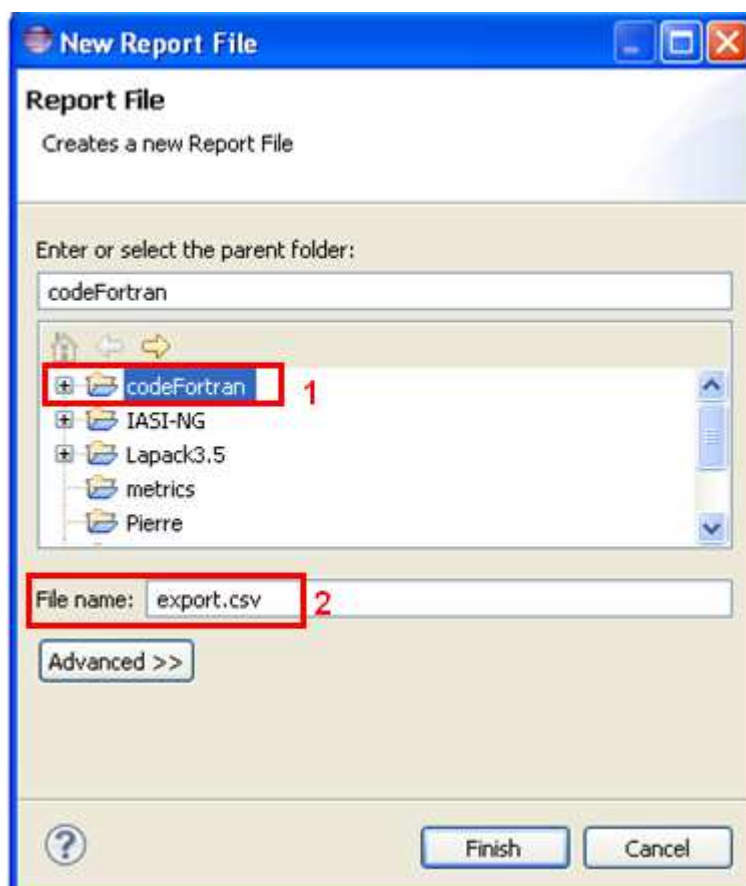 New Report File
Report File
Creates a new Report File
Enter or select the parent folder:
codeFortran
codeFortran 1
IASI-NG
Lapack3.5
metrics
Pierre
File name: export.csv 2
Advanced >>
? Finish Cancel